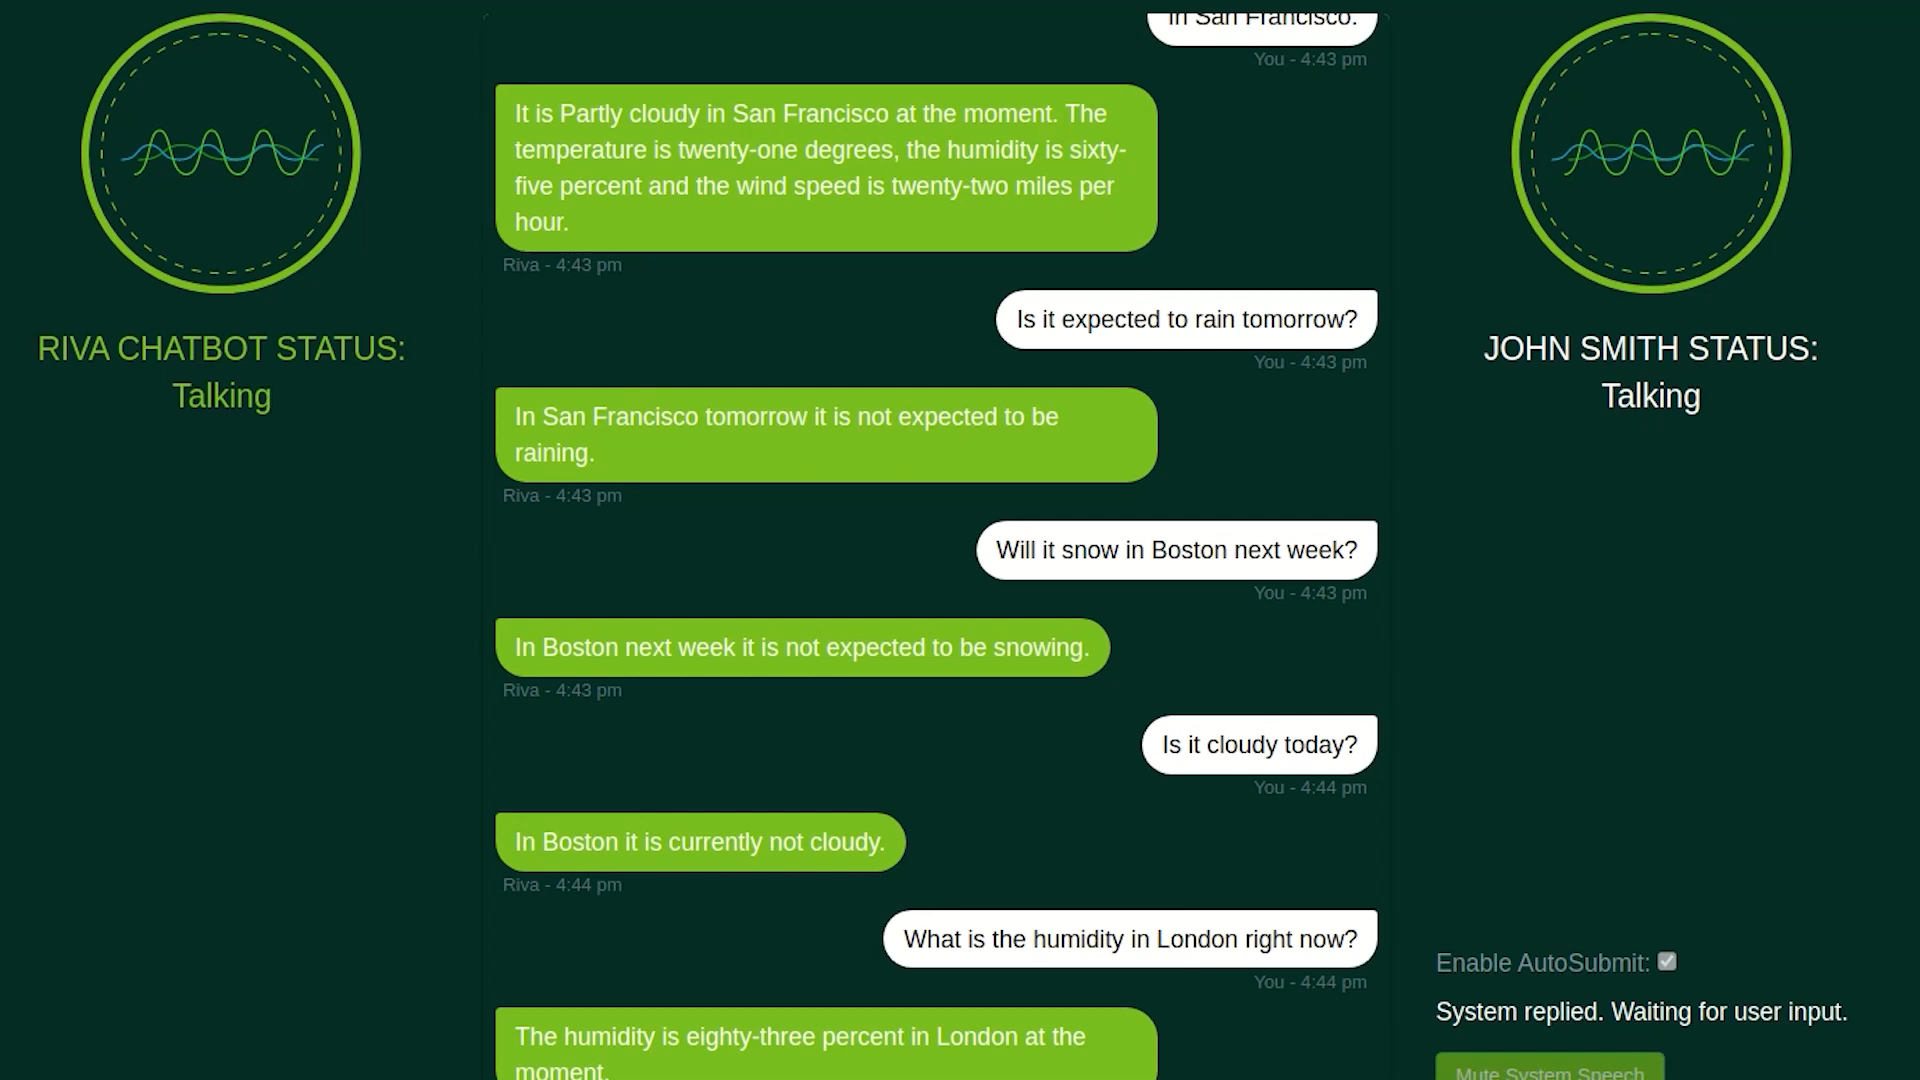 In San Francisco.
You - 4:43 pm
It is Partly cloudy in San Francisco at the moment. The
temperature is twenty-one degrees, the humidity is sixty-
five percent and the wind speed is twenty-two miles per
hour.
Riva - 4:43 pm
Is it expected to rain tomorrow?
You - 4:43 pm
In San Francisco tomorrow it is not expected to be
raining.
Riva - 4:43 pm
Will it snow in Boston next week?
You - 4:43 pm
In Boston next week it is not expected to be snowing.
Riva - 4:43 pm
Is it cloudy today?
You - 4:44 pm
In Boston it is currently not cloudy.
Riva - 4:44 pm
What is the humidity in London right now?
You - 4:44 pm
The humidity is eighty-three percent in London at the
moment.
RIVA CHATBOT STATUS:
Talking
JOHN SMITH STATUS:
Talking
Enable AutoSubmit:
System replied. Waiting for user input.
Mute System Speech